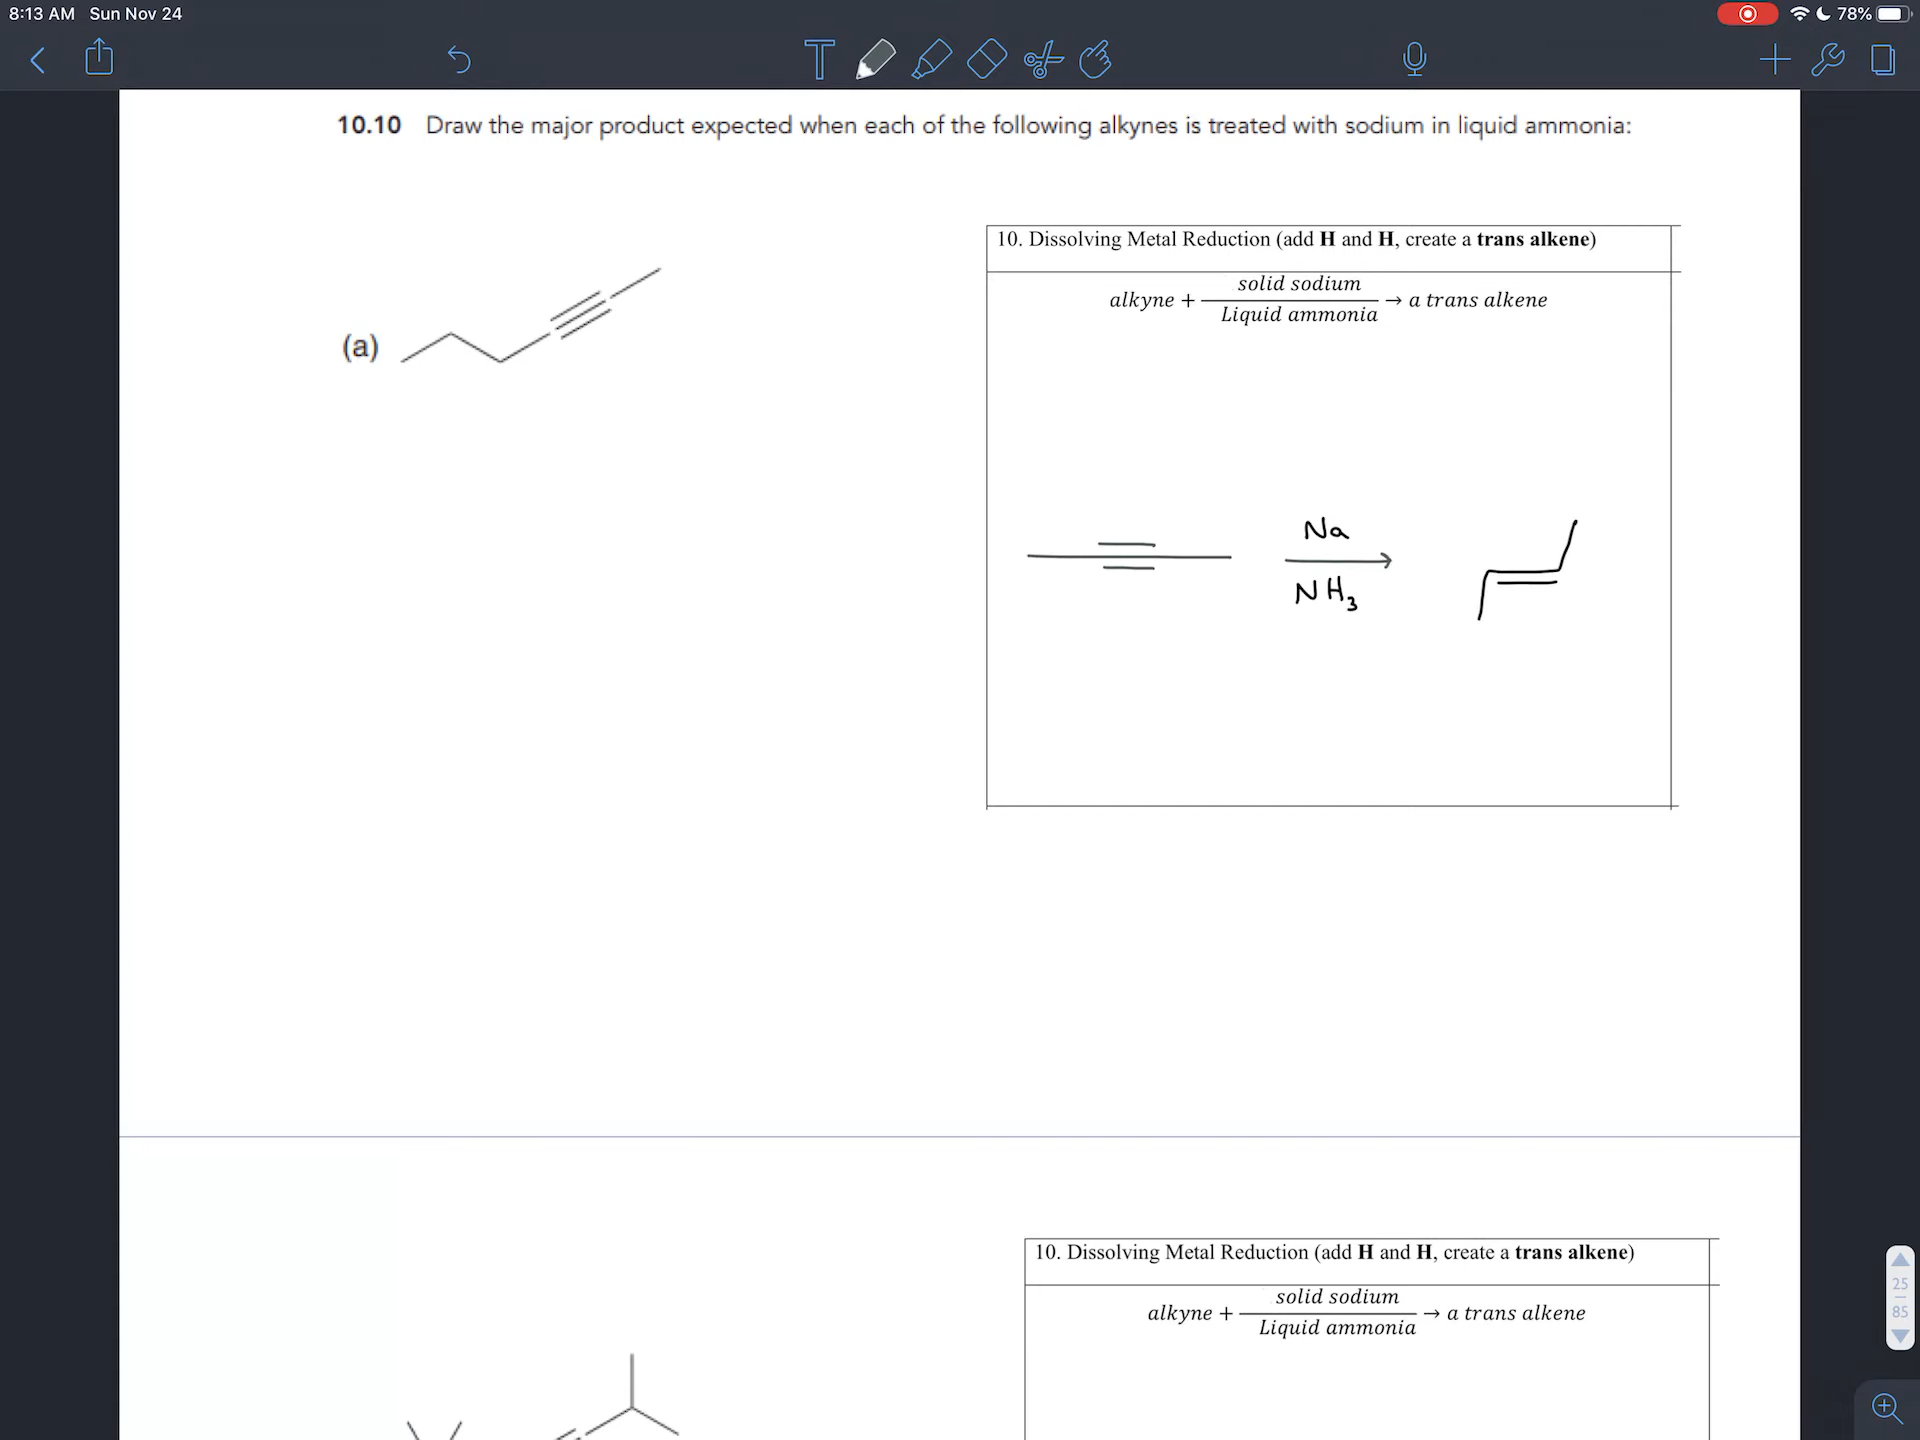 8:13 AM Sun Nov 24
78%
T
10.10 Draw the major product expected when each of the following alkynes is treated with sodium in liquid ammonia:
10. Dissolving Metal Reduction (add H and H, create a trans alkene)
solid sodium
alkyne + → a trans alkene
Liquid ammonia
(a)
Na
NH₃
10. Dissolving Metal Reduction (add H and H, create a trans alkene)
solid sodium
alkyne + → a trans alkene
Liquid ammonia
25
85